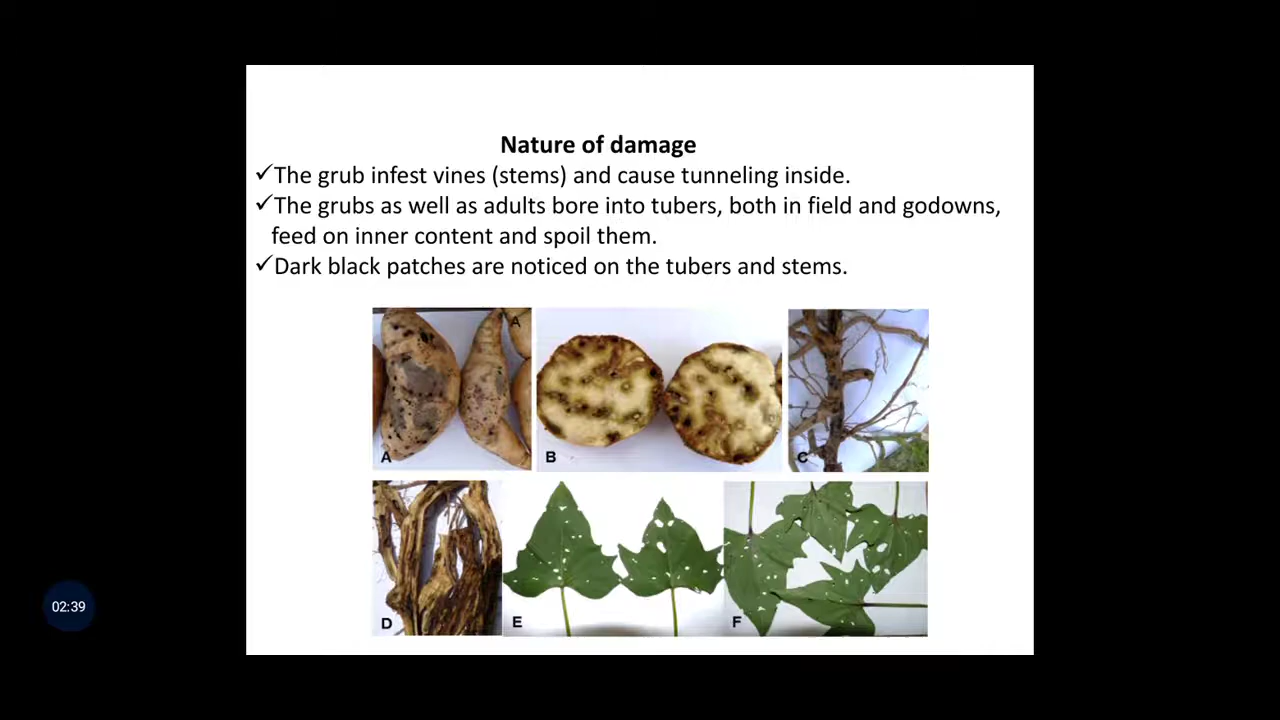 Nature of damage
✓The grub infest vines (stems) and cause tunneling inside.
✓The grubs as well as adults bore into tubers, both in field and godowns,
feed on inner content and spoil them.
✓Dark black patches are noticed on the tubers and stems.
A
A
B
C
D
E
F
02:39